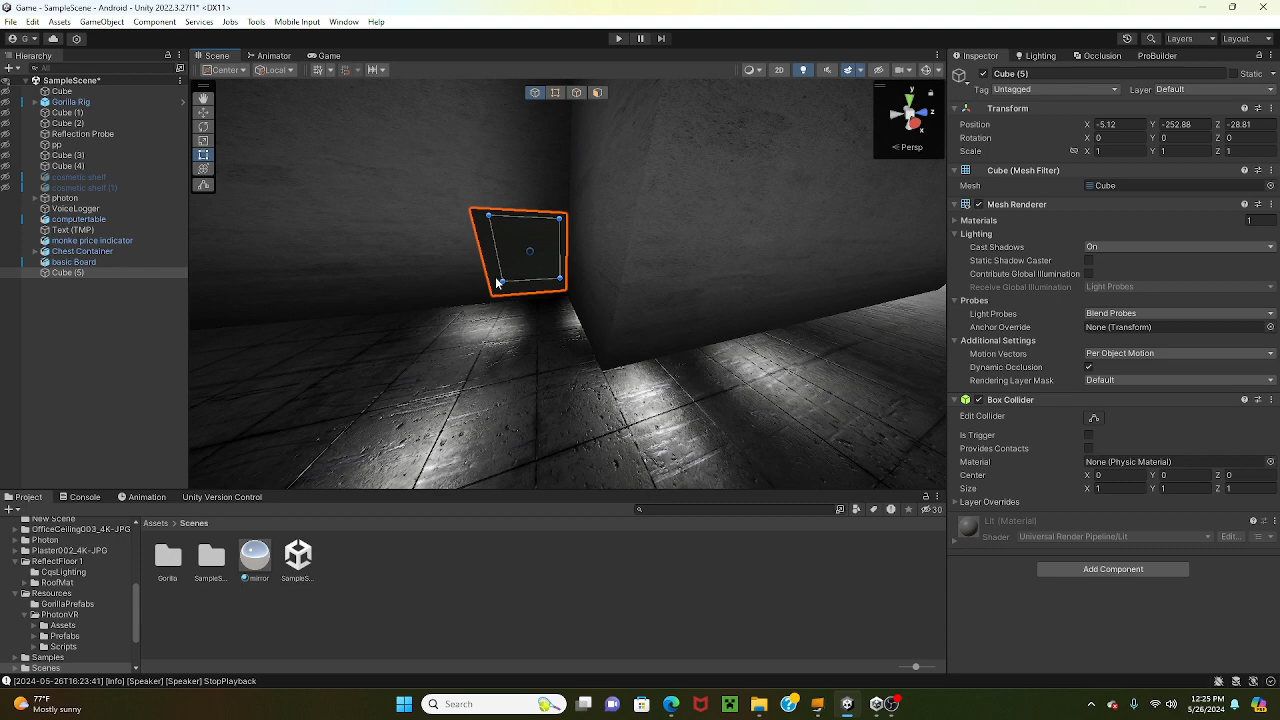 Game - SampleScene - Android - Unity 2022.3.27f1* <DX11>
File Edit Assets GameObject Component Services Jobs Tools Mobile Input Window Help
G
Layers Layout
Hierarchy
Scene Animator Game
Inspector Lighting Occlusion ProBuilder
All
Center Local 2D
SampleScene*
Cube
Gorilla Rig
Cube (1)
Cube (2)
Reflection Probe
pp
Cube (3)
Cube (4)
cosmetic shelf
cosmetic shelf (1)
photon
VoiceLogger
computertable
Text (TMP)
monke price indicator
Chest Container
basic Board
Cube (5)
y
z
x
Persp
Cube (5) Static
Tag Untagged Layer Default
Transform
Position X -5.12 Y -252.88 Z -28.81
Rotation X 0 Y 0 Z 0
Scale X 1 Y 1 Z 1
Cube (Mesh Filter)
Mesh Cube
Mesh Renderer
Materials 1
Lighting
Cast Shadows On
Static Shadow Caster
Contribute Global Illumination
Receive Global Illumination Light Probes
Probes
Light Probes Blend Probes
Anchor Override None (Transform)
Additional Settings
Motion Vectors Per Object Motion
Dynamic Occlusion
Rendering Layer Mask Default
Box Collider
Edit Collider
Is Trigger
Provides Contacts
Material None (Physic Material)
Center X 0 Y 0 Z 0
Size X 1 Y 1 Z 1
Layer Overrides
Lit (Material)
Shader Universal Render Pipeline/Lit Edit...
Add Component
Project Console Animation Unity Version Control
30
New Scene
OfficeCeiling003_4K-JPG
Photon
Plaster002_4K-JPG
ReflectFloor1
CgsLighting
RoofMat
Resources
GorillaPrefabs
PhotonVR
Assets
Prefabs
Scripts
Samples
Scenes
Assets > Scenes
Gorilla SampleS... mirror SampleS...
[2024-05-26T16:23:41] [Info] [Speaker] [Speaker] StopPlayback
77°F
Mostly sunny
Search
12:25 PM
5/26/2024